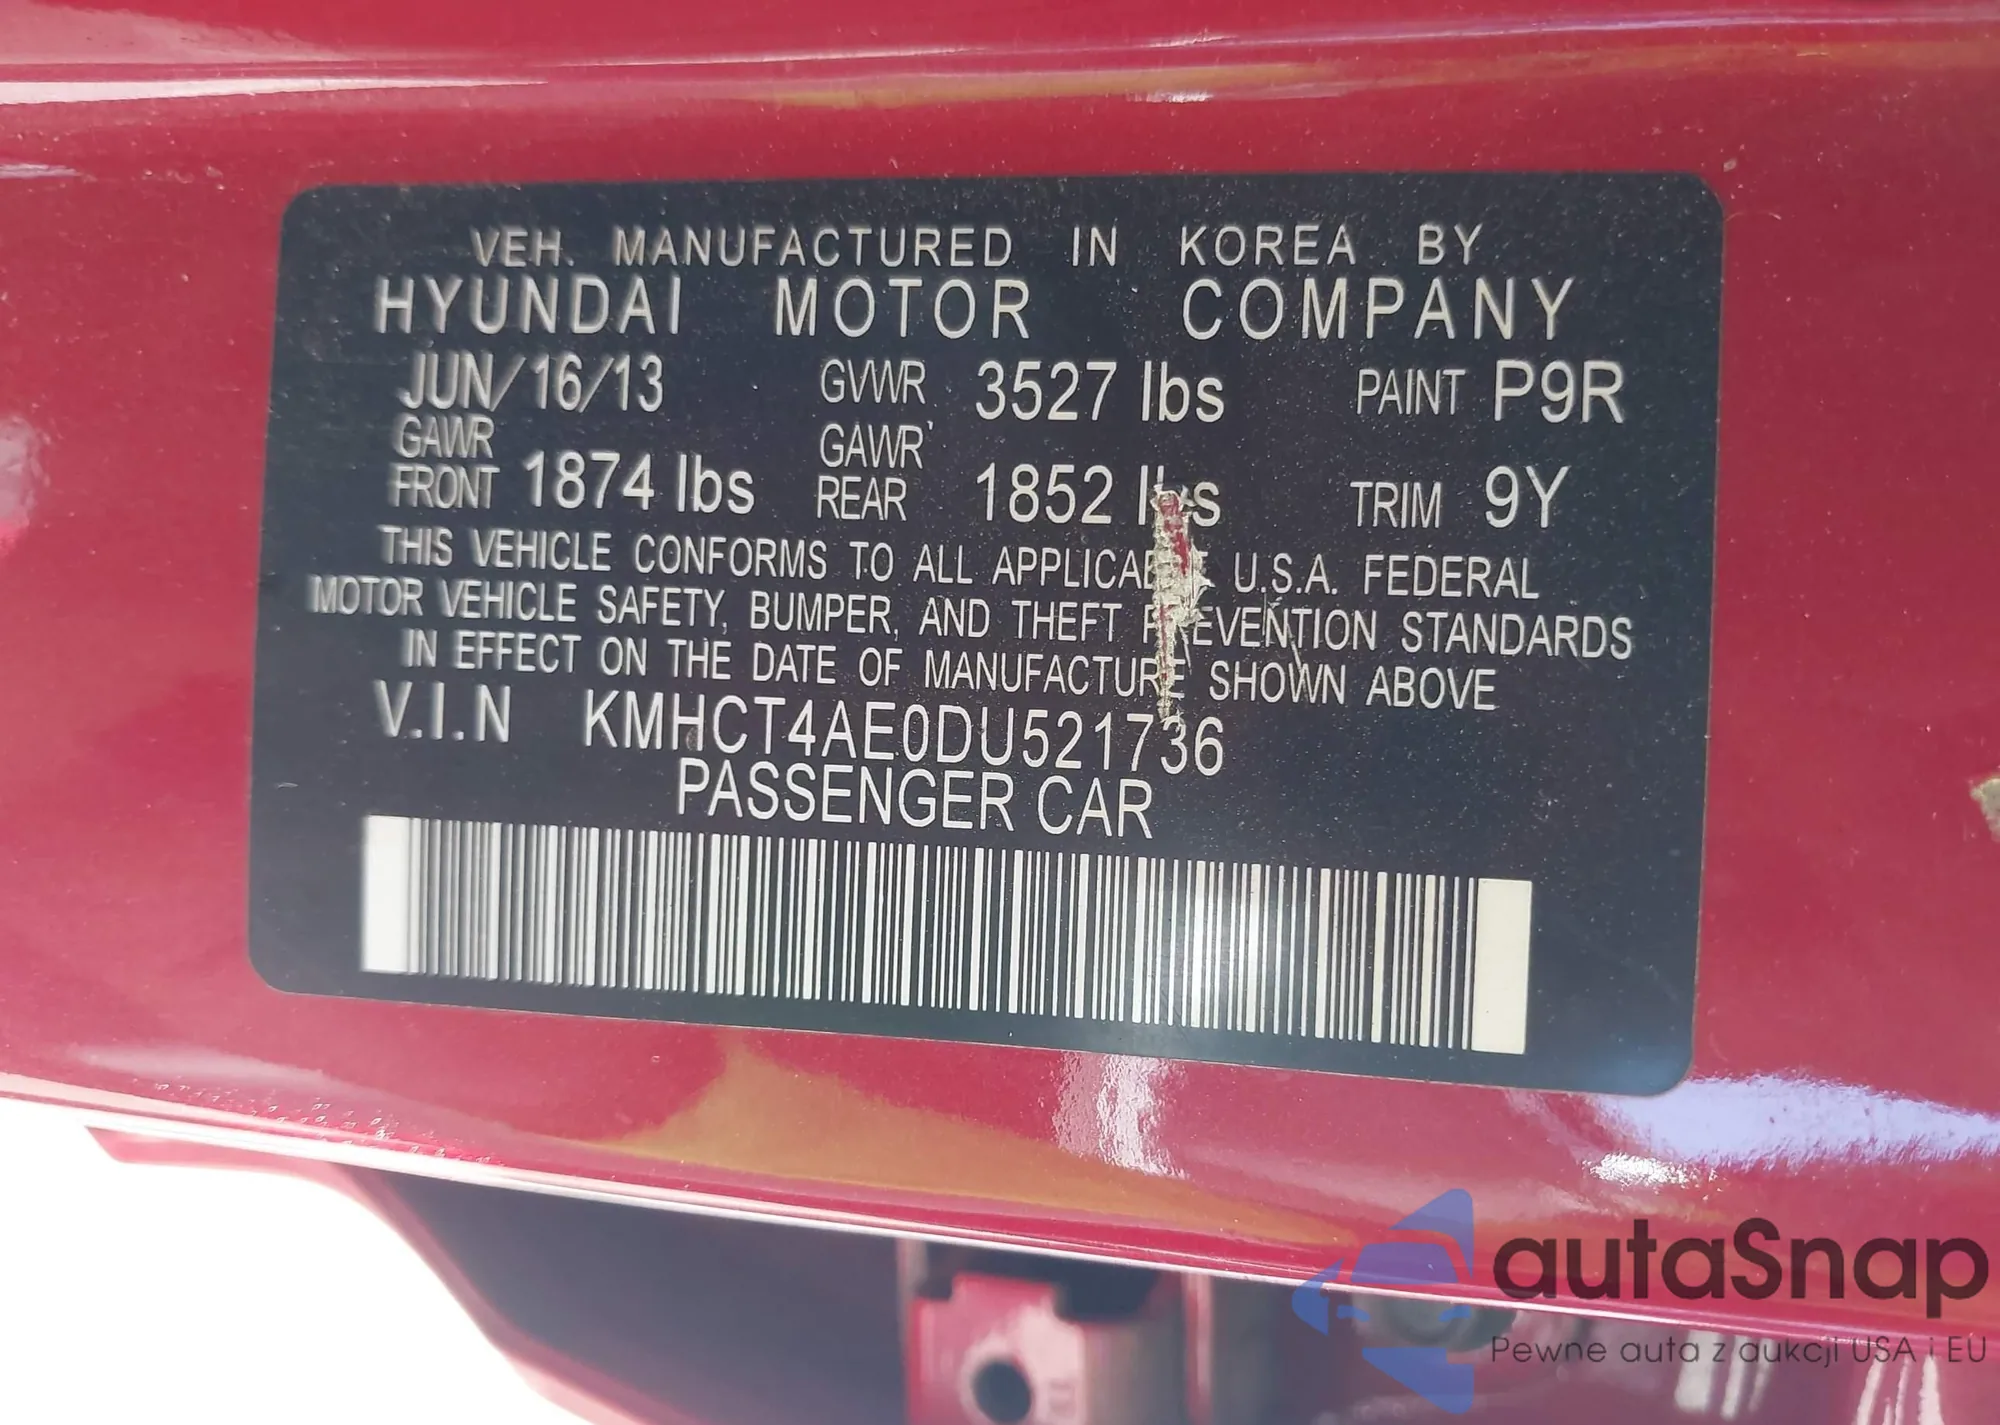 VEH. MANUFACTURED IN KOREA BY
HYUNDAI MOTOR COMPANY
JUN/16/13 GVWR 3527 lbs PAINT P9R
GAWR FRONT 1874 lbs GAWR REAR 1852 lbs TRIM 9Y
THIS VEHICLE CONFORMS TO ALL APPLICABLE U.S.A. FEDERAL
MOTOR VEHICLE SAFETY, BUMPER, AND THEFT PREVENTION STANDARDS
IN EFFECT ON THE DATE OF MANUFACTURE SHOWN ABOVE
V.I.N KMHCT4AE0DU521736
PASSENGER CAR
autaSnap
Pewne auta z aukcji USA i EU